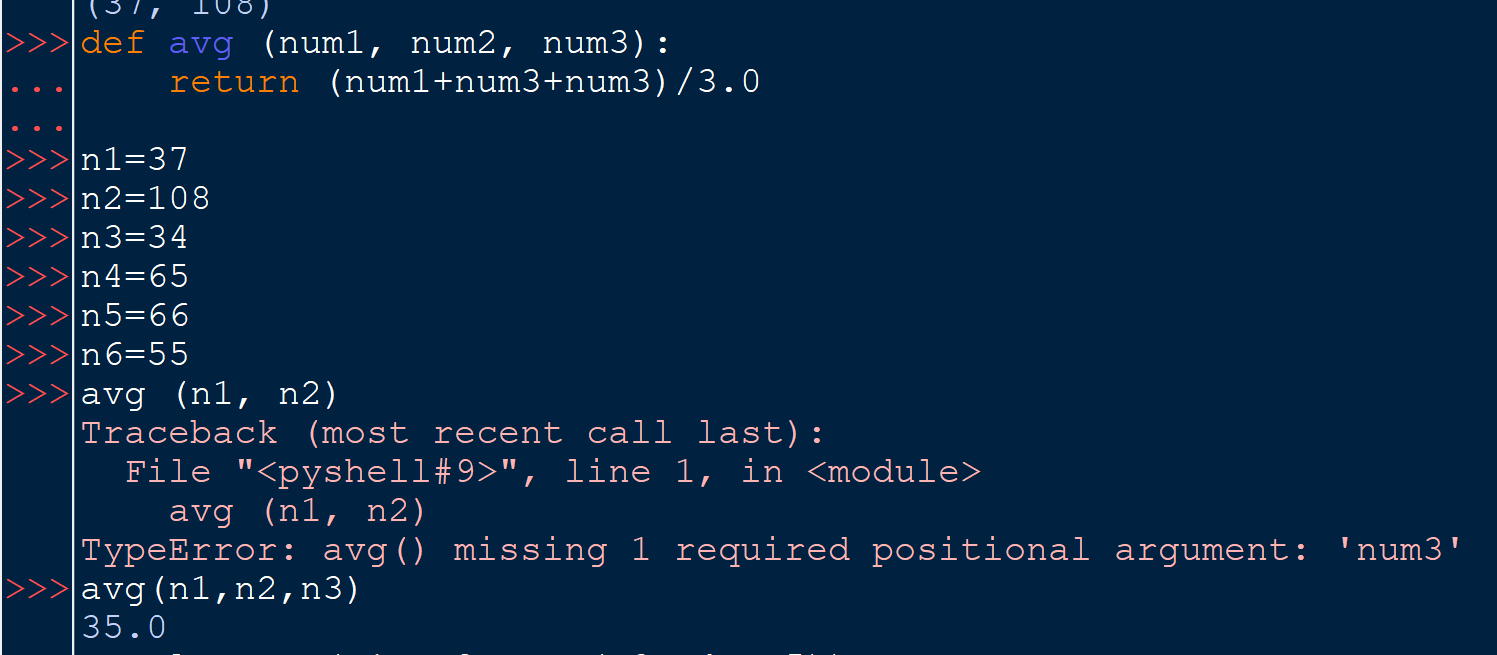 (37, 108)
>>> def avg (num1, num2, num3):
... return (num1+num3+num3)/3.0
...
>>> n1=37
>>> n2=108
>>> n3=34
>>> n4=65
>>> n5=66
>>> n6=55
>>> avg (n1, n2)
Traceback (most recent call last):
File "<pyshell#9>", line 1, in <module>
avg (n1, n2)
TypeError: avg() missing 1 required positional argument: 'num3'
>>> avg(n1,n2,n3)
35.0